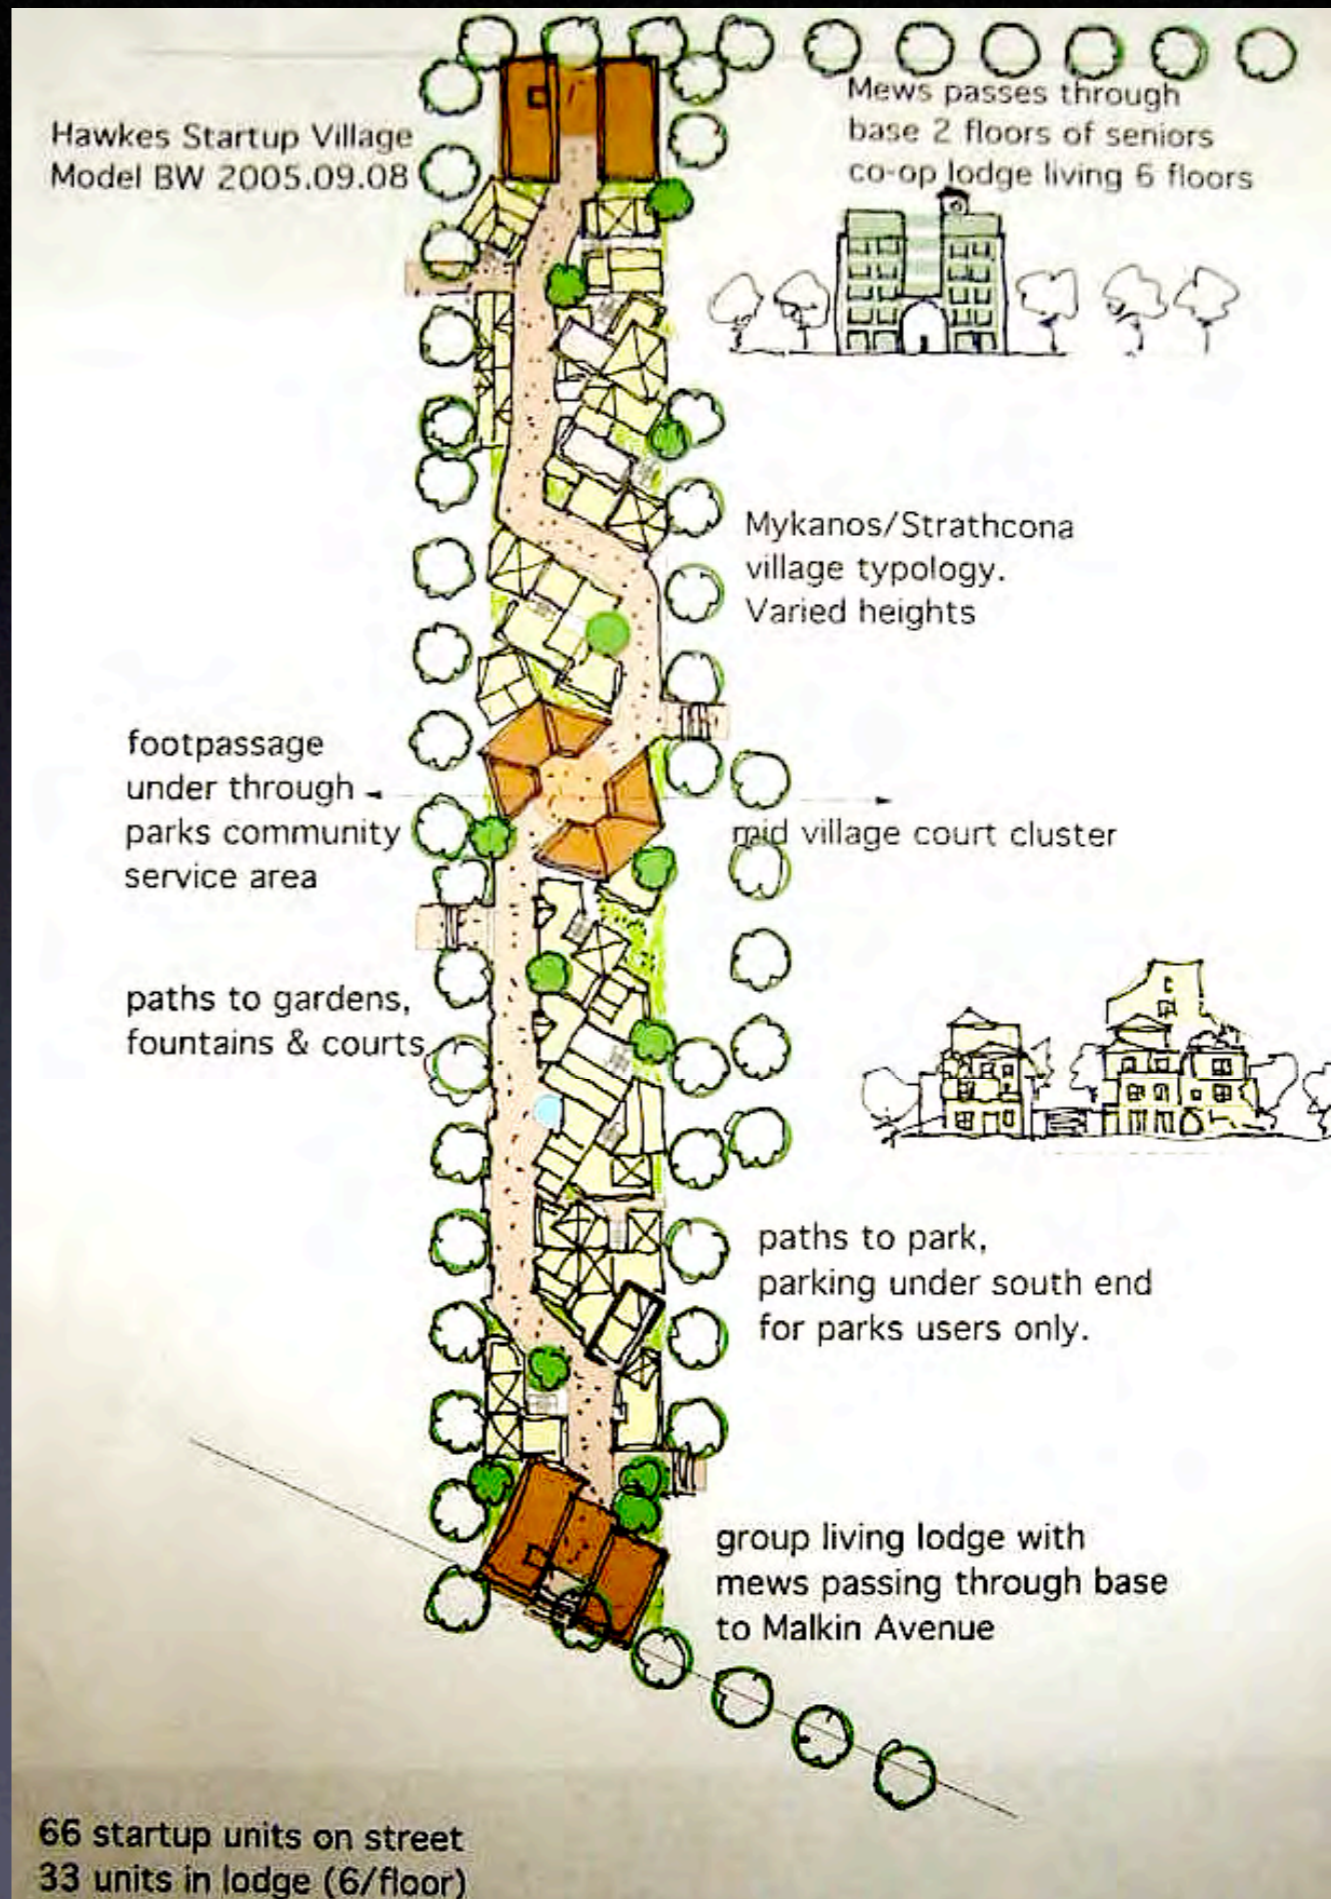 Hawkes Startup Village
Model BW 2005.09.08
Mews passes through
base 2 floors of seniors
co-op lodge living 6 floors
Mykanos/Strathcona
village typology.
Varied heights
footpassage
under through
parks community
service area
mid village court cluster
paths to gardens,
fountains & courts
paths to park,
parking under south end
for parks users only.
group living lodge with
mews passing through base
to Malkin Avenue
66 startup units on street
33 units in lodge (6/floor)